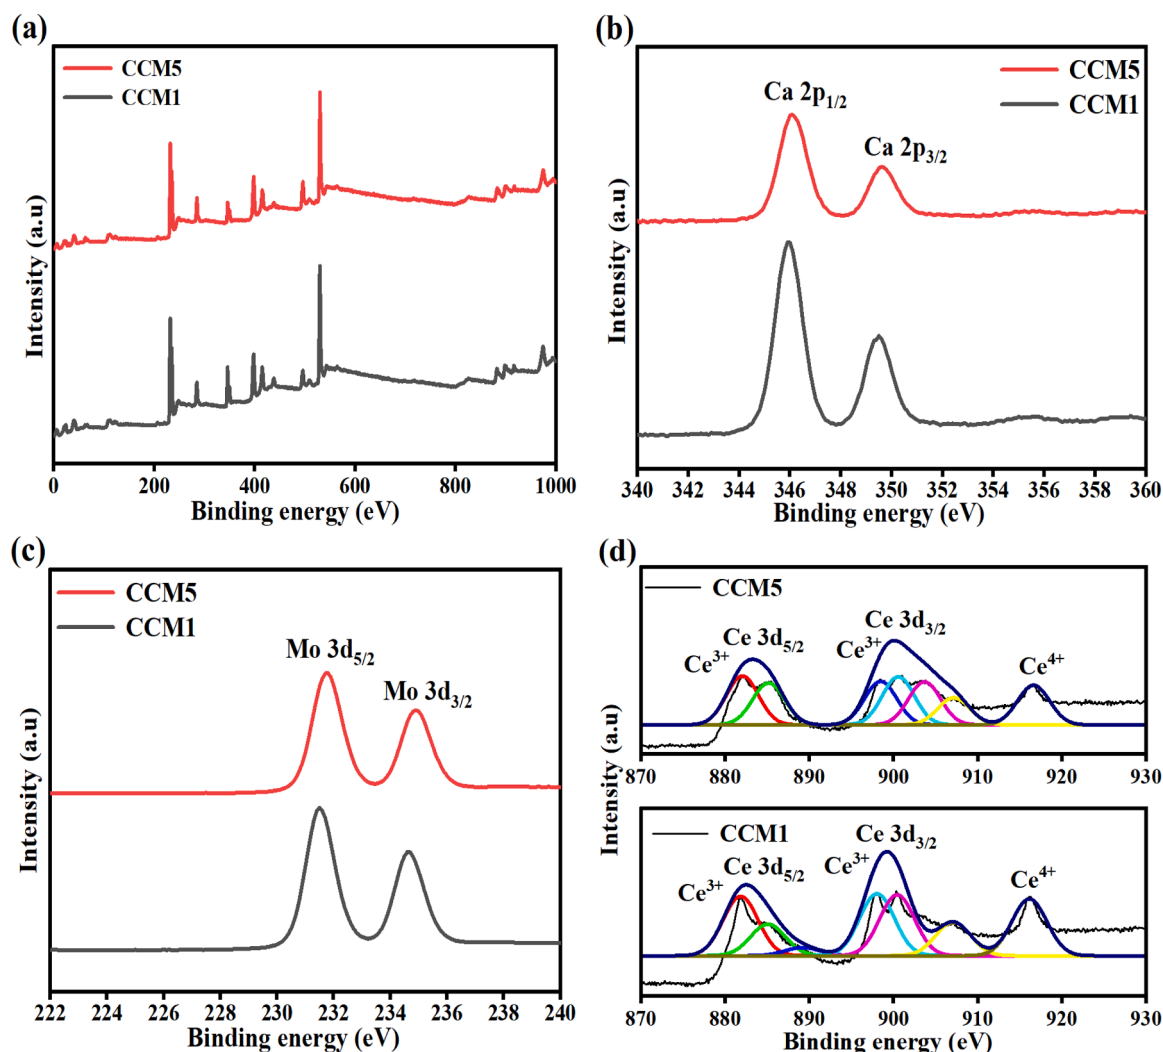 (a)
CCM5
CCM1
Intensity (a.u)
0 200 400 600 800 1000
Binding energy (eV)
(b)
CCM5
CCM1
Ca 2p1/2
Ca 2p3/2
Intensity (a.u)
340 342 344 346 348 350 352 354 356 358 360
Binding energy (eV)
(c)
CCM5
CCM1
Mo 3d5/2
Mo 3d3/2
Intensity (a.u)
222 224 226 228 230 232 234 236 238 240
Binding energy (eV)
(d)
CCM5
Ce 3d3/2
Ce3+ Ce 3d5/2
Ce3+
Ce4+
870 880 890 900 910 920 930
Intensity (a.u)
CCM1
Ce 3d3/2
Ce3+ Ce 3d5/2
Ce3+
Ce4+
870 880 890 900 910 920 930
Binding energy (eV)